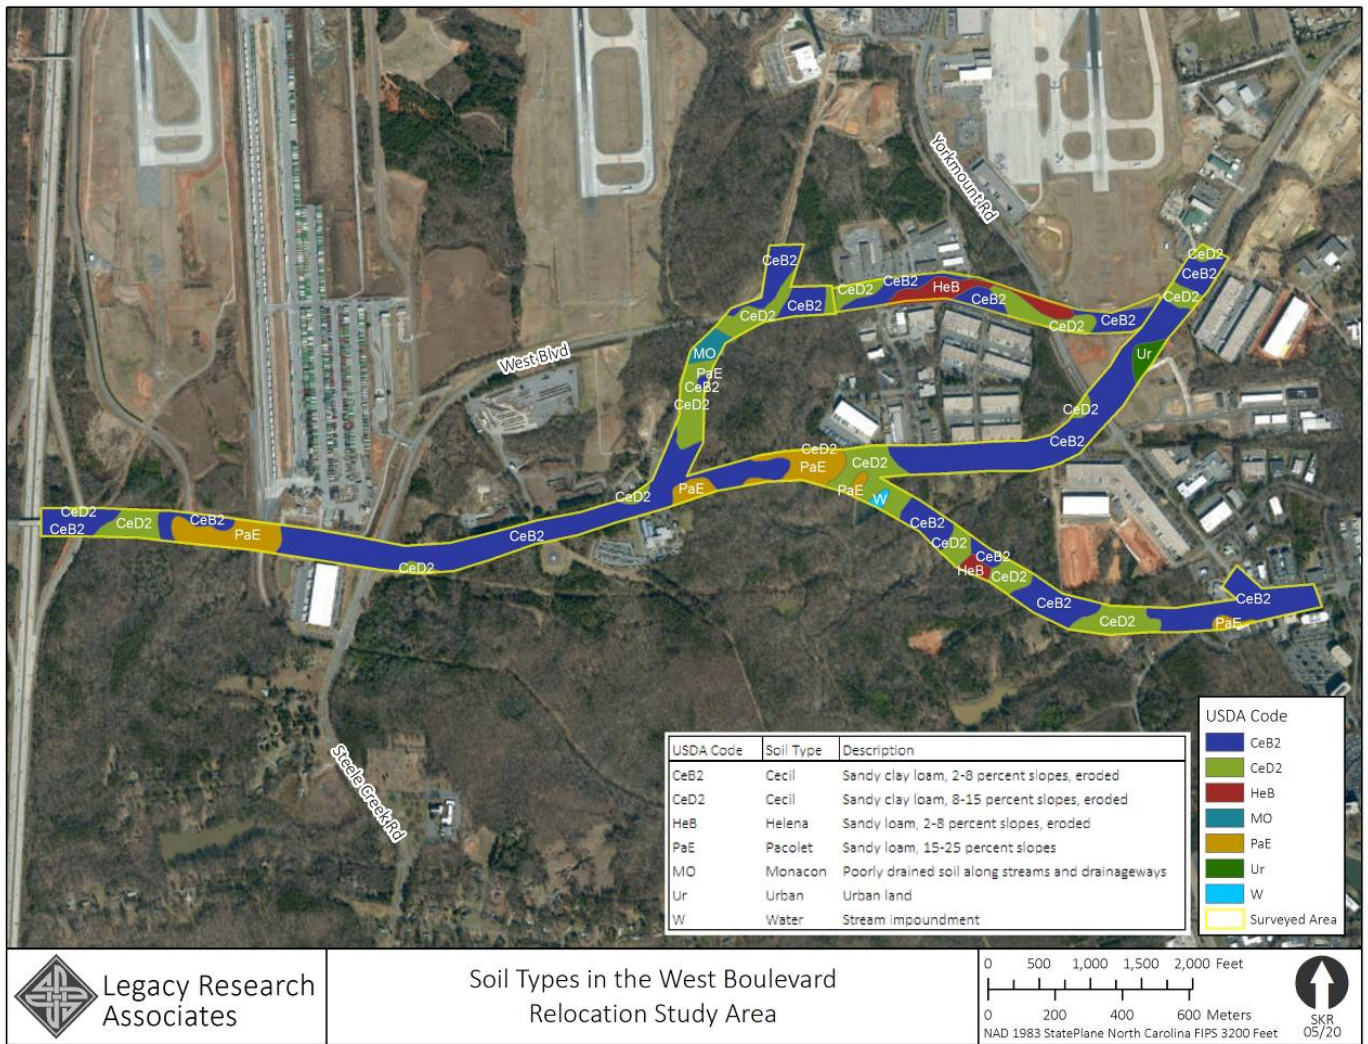 Yorkmount Rd
CeD2
CeB2
CeB2
CeD2
CeB2
HeB
CeB2
CeD2
CeB2
CeD2
CeD2
CeB2
MO
West Blvd
Ur
PaE
CeB2
CeD2
CeD2
CeB2
CeD2
PaE
CeD2
PaE
PaE
W
CeD2
CeD2
CeB2
CeD2
CeB2
PaE
CeB2
CeD2
CeB2
CeD2
CeB2
HeB
CeD2
CeB2
CeD2
CeB2
PaE
Steele Creek Rd
USDA Code Soil Type Description
CeB2 Cecil Sandy clay loam, 2-8 percent slopes, eroded
CeD2 Cecil Sandy clay loam, 8-15 percent slopes, eroded
HeB Helena Sandy loam, 2-8 percent slopes, eroded
PaE Pacolet Sandy loam, 15-25 percent slopes
MO Monacon Poorly drained soil along streams and drainageways
Ur Urban Urban land
W Water Stream impoundment
USDA Code
CeB2
CeD2
HeB
MO
PaE
Ur
W
Surveyed Area
Legacy Research
Associates
Soil Types in the West Boulevard
Relocation Study Area
0 500 1,000 1,500 2,000 Feet
0 200 400 600 Meters
NAD 1983 StatePlane North Carolina FIPS 3200 Feet
SKR
05/20